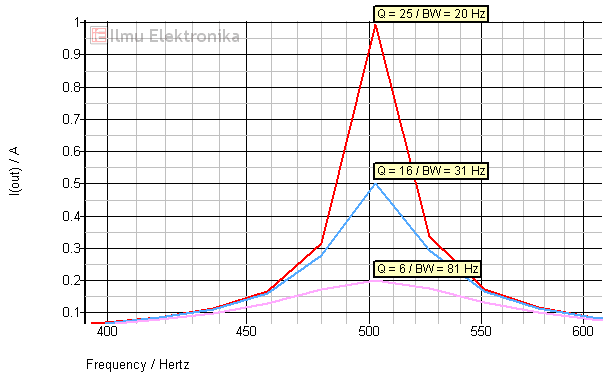 Q = 25 / BW = 20 Hz
Ilmu Elektronika
1
0.9
0.8
0.7
0.6
Q = 16 / BW = 31 Hz
0.5
0.4
0.3
Q = 6 / BW = 81 Hz
0.2
0.1
I(out) / A
400
450
500
550
600
Frequency / Hertz